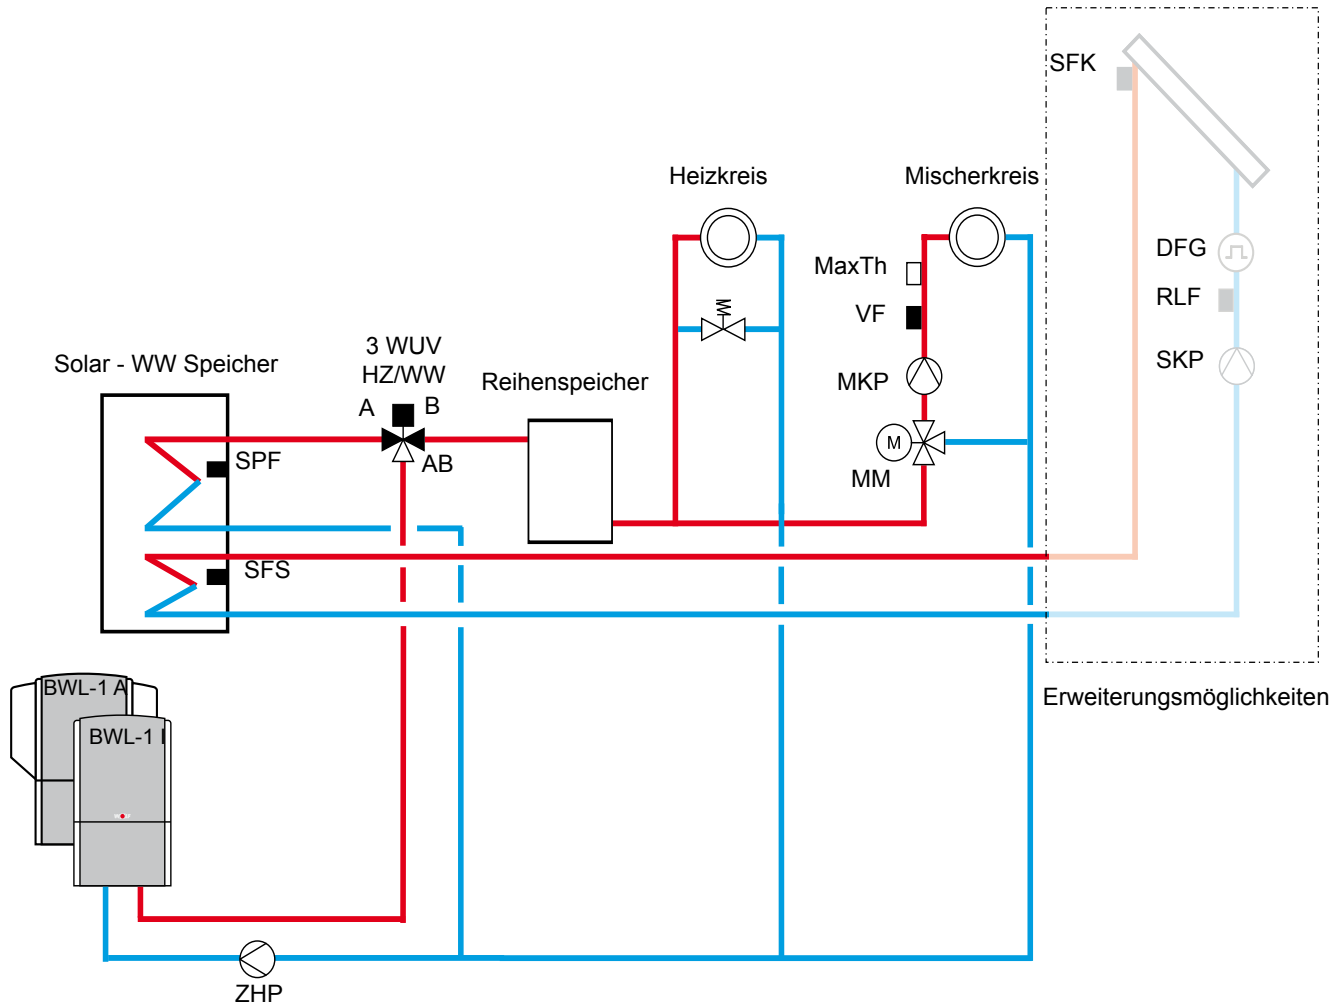 SFK
Heizkreis
Mischerkreis
DFG
MaxTh
RLF
VF
3 WUV
HZ/WW
Solar - WW Speicher
SKP
Reihenspeicher
MKP
A
B
SPF
AB
M
MM
SFS
BWL-1 A
Erweiterungsmöglichkeiten
BWL-1 I
ZHP